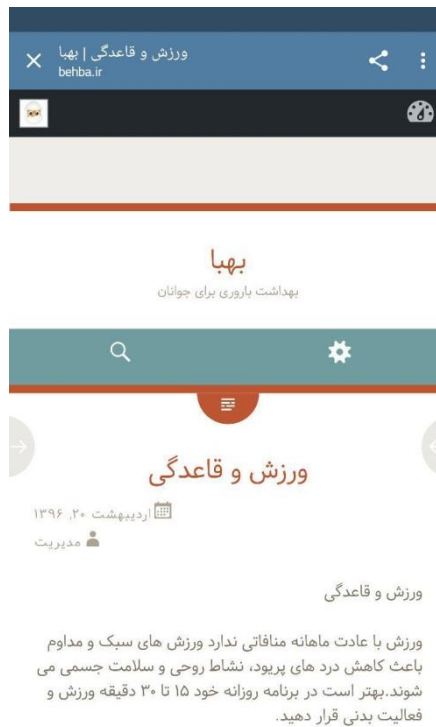 ورزش و قاعدگی | بهبا
behba.ir
بهبا
بهداشت باروری برای جوانان
ورزش و قاعدگی
اردیبهشت ۲۰, ۱۳۹۶
مدیریت
ورزش و قاعدگی
ورزش با عادت ماهانه منافاتی ندارد ورزش های سبک و مداوم
باعث کاهش درد های پریود، نشاط روحی و سلامت جسمی می
شوند.بهتر است در برنامه روزانه خود ۱۵ تا ۳۰ دقیقه ورزش و
فعالیت بدنی قرار دهید.